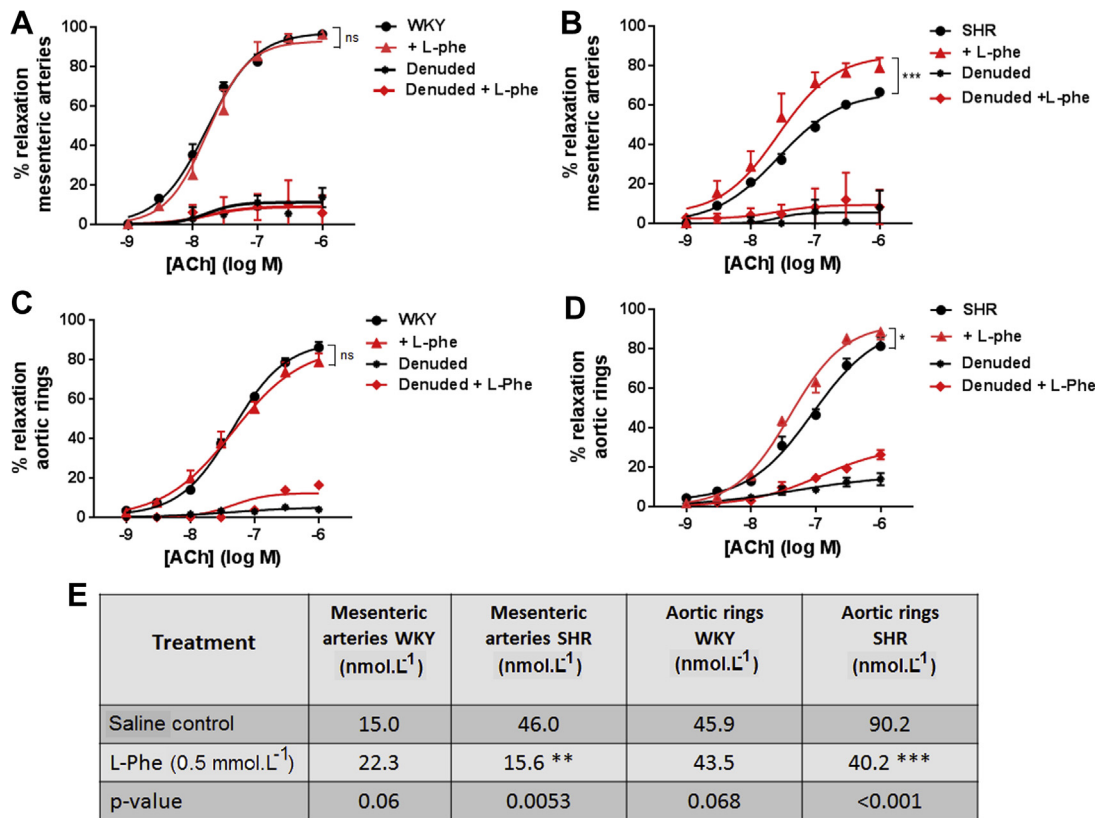 A
% relaxation
mesenteric arteries
100
80
60
40
20
0
-9
-8
-7
-6
[ACh] (log M)
ns
WKY
+ L-phe
Denuded
Denuded + L-phe
B
% relaxation
mesenteric arteries
100
80
60
40
20
0
-9
-8
-7
-6
[ACh] (log M)
***
SHR
+ L-phe
Denuded
Denuded +L-phe
C
% relaxation
aortic rings
100
80
60
40
20
0
-9
-8
-7
-6
[ACh] (log M)
ns
WKY
+ L-phe
Denuded
Denuded + L-Phe
D
% relaxation
aortic rings
100
80
60
40
20
0
-9
-8
-7
-6
[ACh] (log M)
*
SHR
+ L-phe
Denuded
Denuded + L-Phe
E
Treatment
Mesenteric
arteries WKY
(nmol.L⁻¹)
Mesenteric
arteries SHR
(nmol.L⁻¹)
Aortic rings
WKY
(nmol.L⁻¹)
Aortic rings
SHR
(nmol.L⁻¹)
Saline control 15.0 46.0 45.9 90.2
L-Phe (0.5 mmol.L⁻¹) 22.3 15.6 ** 43.5 40.2 ***
p-value 0.06 0.0053 0.068 <0.001